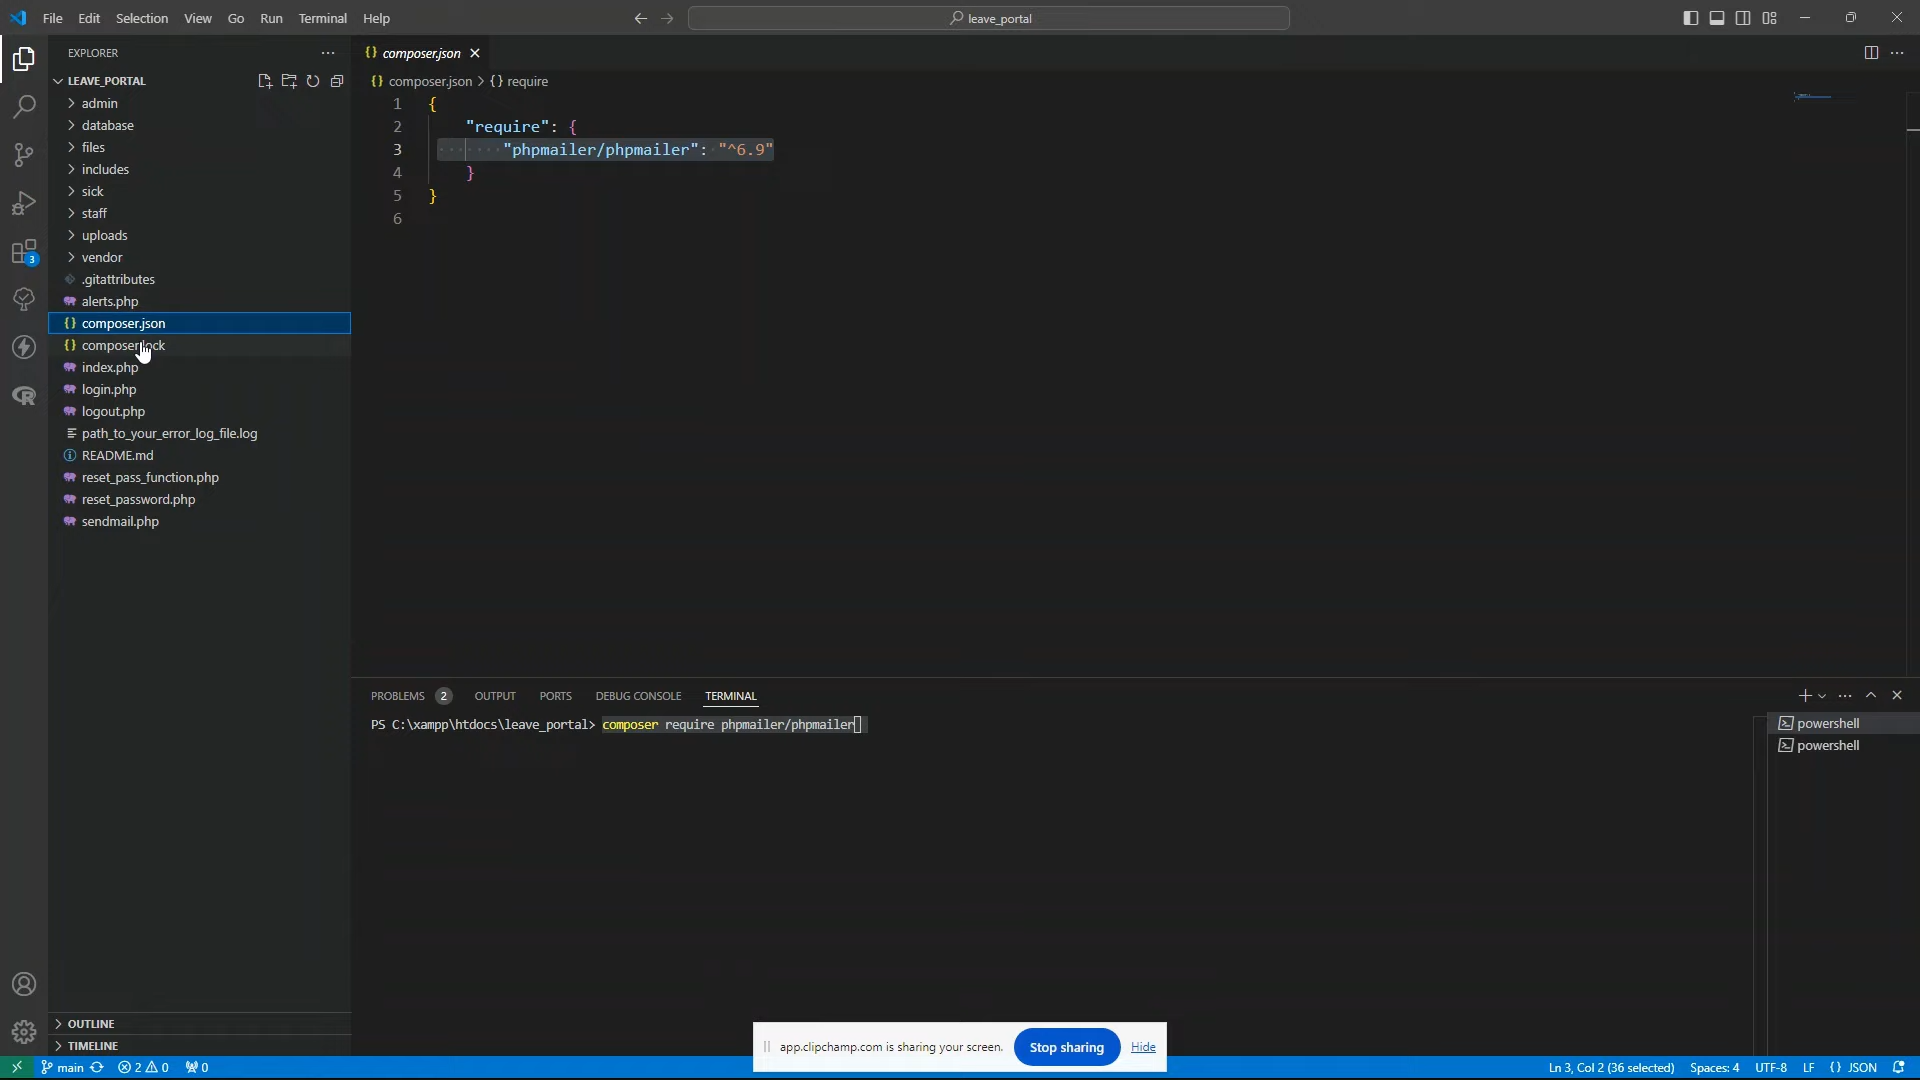 File Edit Selection View Go Run Terminal Help
leave_portal
EXPLORER
LEAVE_PORTAL
admin
database
files
includes
sick
staff
uploads
vendor
.gitattributes
alerts.php
composer.json
composer.lock
index.php
login.php
logout.php
path_to_your_error_log_file.log
README.md
reset_pass_function.php
reset_password.php
sendmail.php
OUTLINE
TIMELINE
3
{} composer.json
{} composer.json > {} require
1 {
2 "require": {
3 "phpmailer/phpmailer": "^6.9"
4 }
5 }
6
PROBLEMS 2 OUTPUT PORTS DEBUG CONSOLE TERMINAL
PS C:\xampp\htdocs\leave_portal> composer require phpmailer/phpmailer
powershell
powershell
app.clipchamp.com is sharing your screen. Stop sharing Hide
main 2 0 0 Ln 3, Col 2 (36 selected) Spaces: 4 UTF-8 LF {} JSON